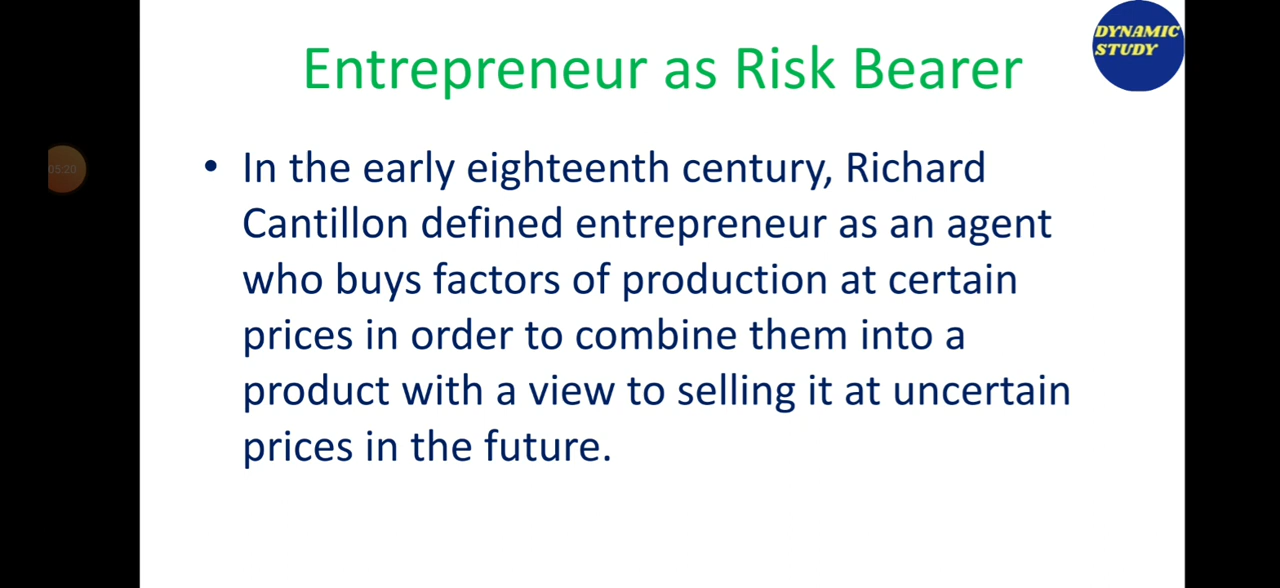 DYNAMIC
STUDY
Entrepreneur as Risk Bearer
05:20
• In the early eighteenth century, Richard
Cantillon defined entrepreneur as an agent
who buys factors of production at certain
prices in order to combine them into a
product with a view to selling it at uncertain
prices in the future.